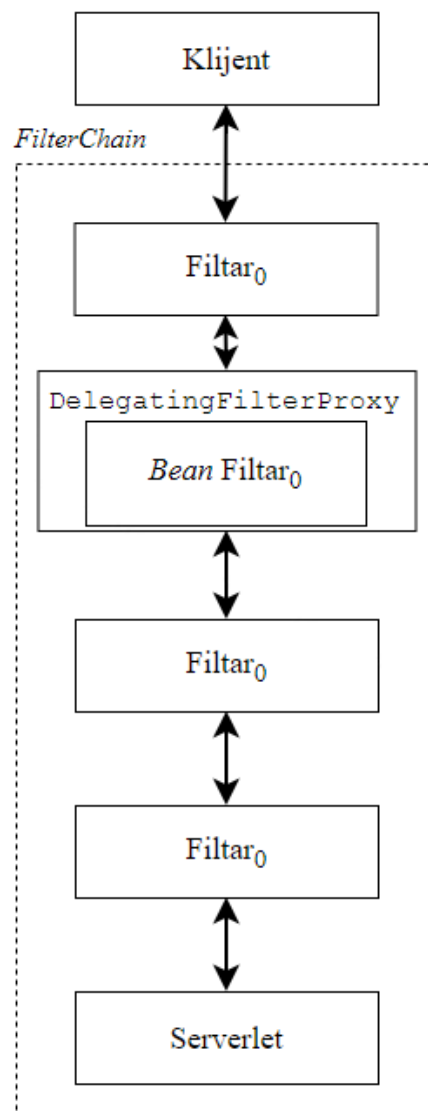 Klijent
FilterChain
Filtar₀
DelegatingFilterProxy
Bean Filtar₀
Filtar₀
Filtar₀
Serverlet